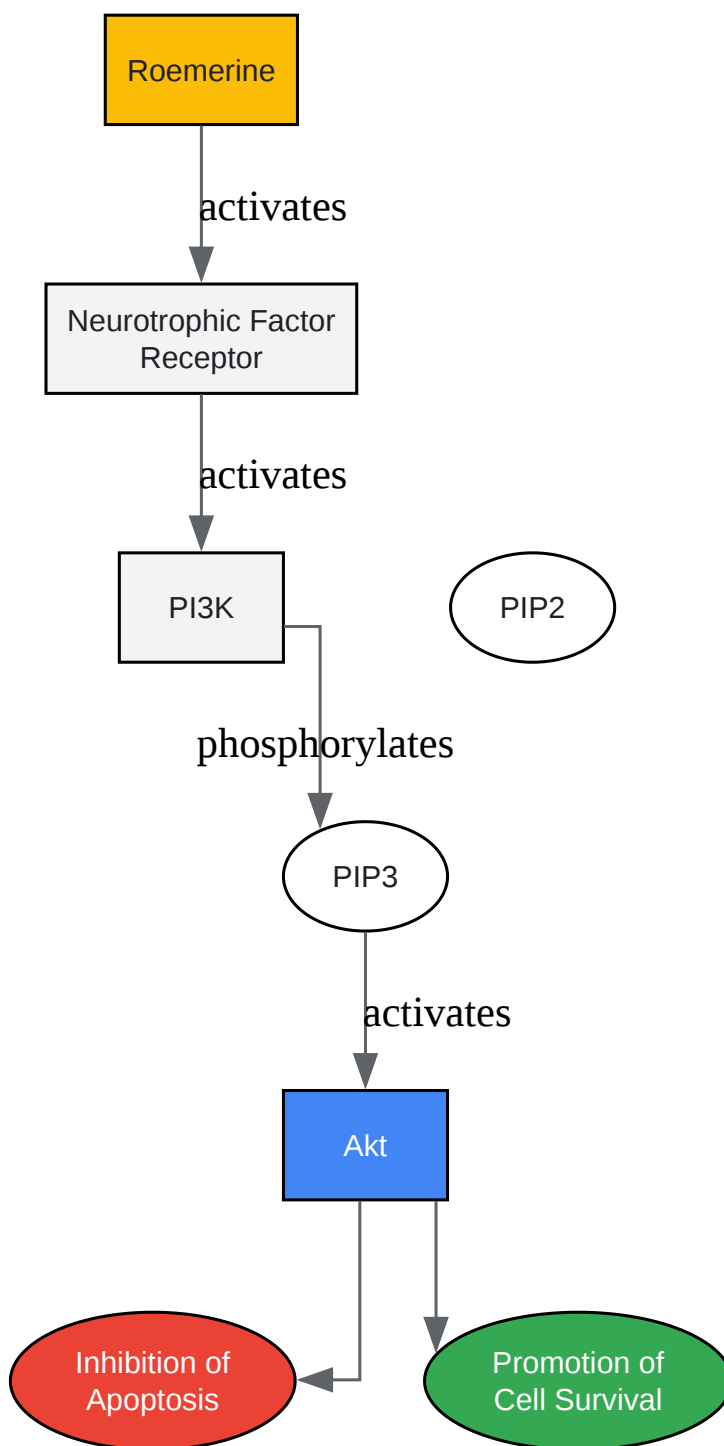 Roemerine
activates
Neurotrophic Factor
Receptor
activates
PI3K
PIP2
phosphorylates
PIP3
activates
Akt
Inhibition of
Apoptosis
Promotion of
Cell Survival